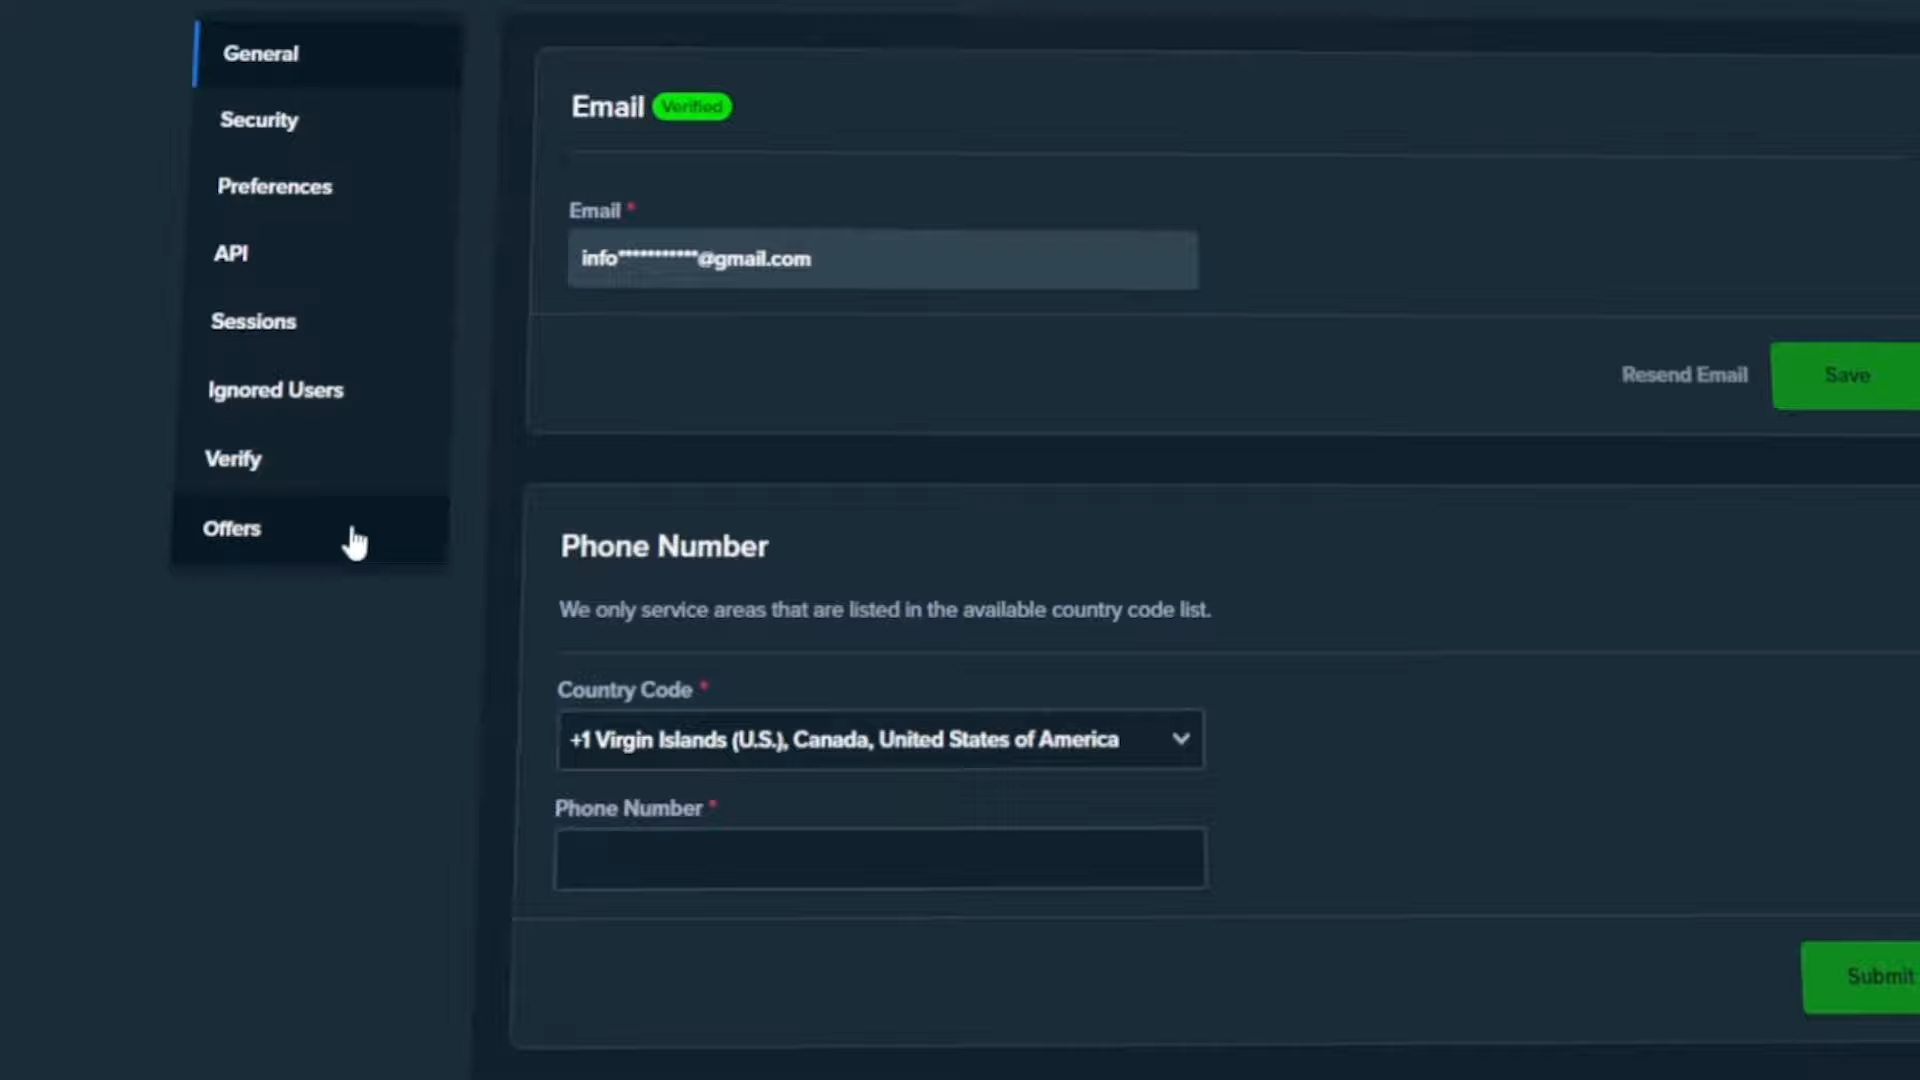 General
Security
Preferences
API
Sessions
Ignored Users
Verify
Offers
Email Verified
Email *
info***********@gmail.com
Resend Email
Save
Phone Number
We only service areas that are listed in the available country code list.
Country Code *
+1 Virgin Islands (U.S.), Canada, United States of America
Phone Number *
Submit